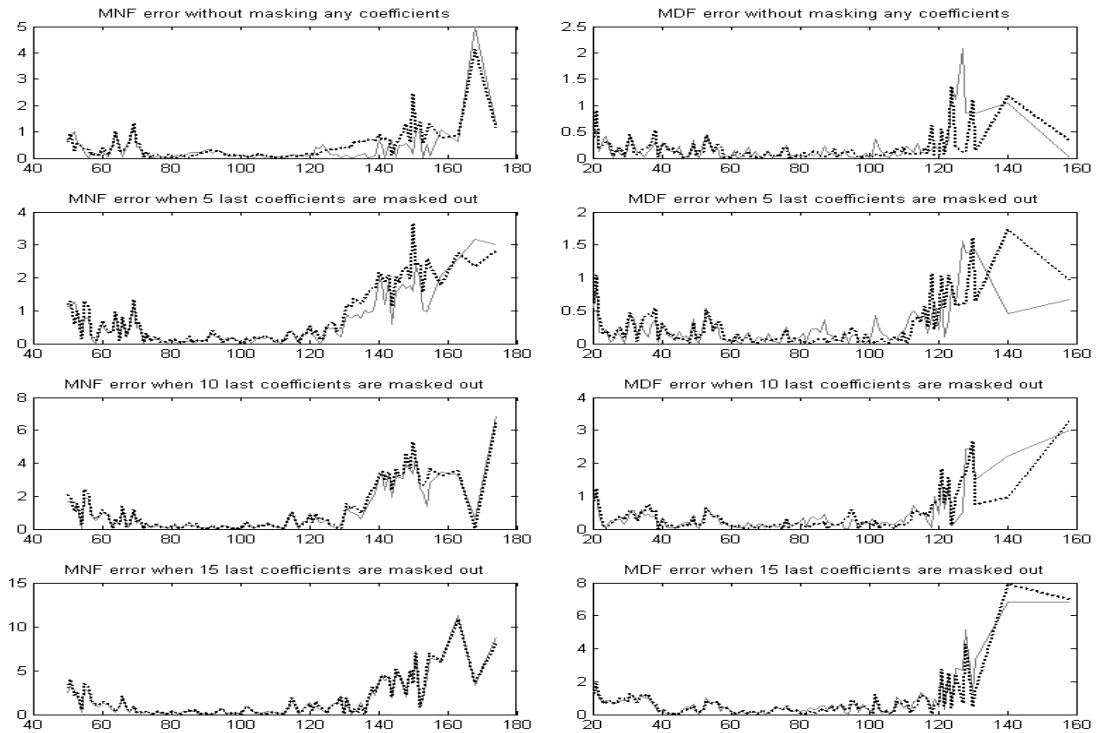 MNF error without masking any coefficients
5
4
3
2
1
0
40 60 80 100 120 140 160 180
MDF error without masking any coefficients
2.5
2
1.5
1
0.5
0
20 40 60 80 100 120 140 160
MNF error when 5 last coefficients are masked out
4
3
2
1
0
40 60 80 100 120 140 160 180
MDF error when 5 last coefficients are masked out
2
1.5
1
0.5
0
20 40 60 80 100 120 140 160
MNF error when 10 last coefficients are masked out
8
6
4
2
0
40 60 80 100 120 140 160 180
MDF error when 10 last coefficients are masked out
4
3
2
1
0
20 40 60 80 100 120 140 160
MNF error when 15 last coefficients are masked out
15
10
5
0
40 60 80 100 120 140 160 180
MDF error when 15 last coefficients are masked out
8
6
4
2
0
20 40 60 80 100 120 140 160